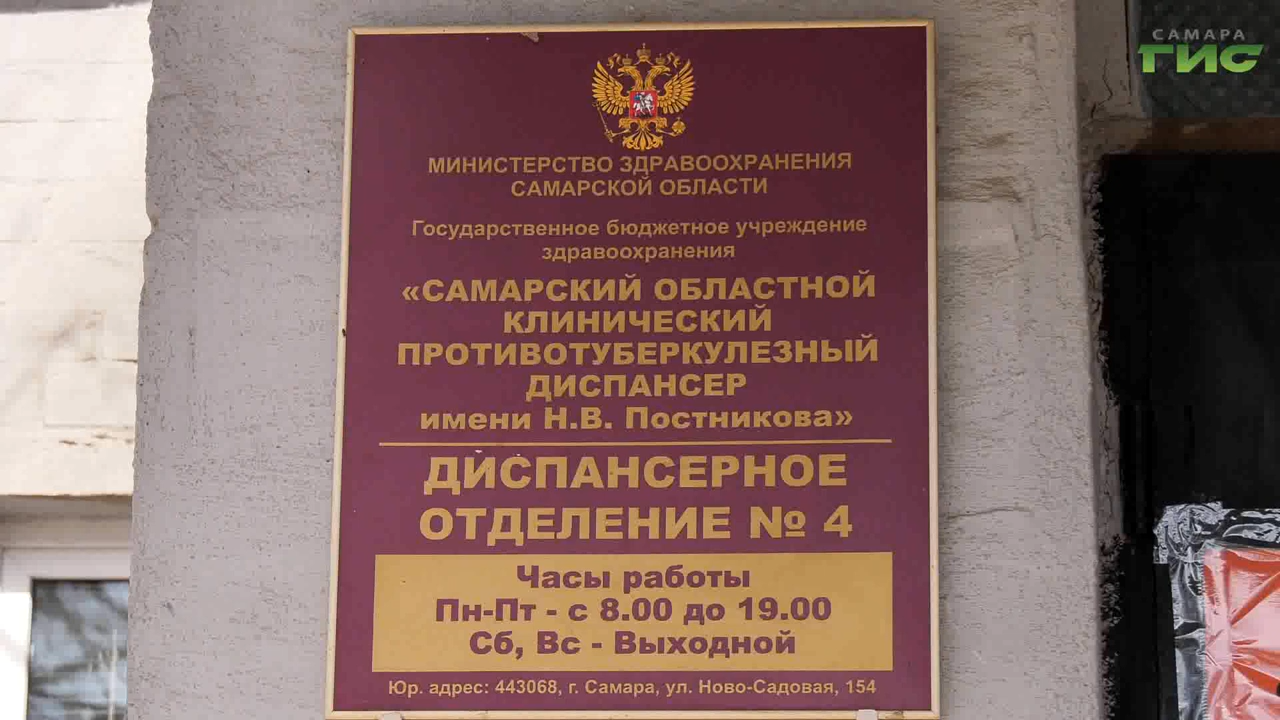 САМАРА
ГИС
МИНИСТЕРСТВО ЗДРАВООХРАНЕНИЯ
САМАРСКОЙ ОБЛАСТИ
Государственное бюджетное учреждение
здравоохранения
«САМАРСКИЙ ОБЛАСТНОЙ
КЛИНИЧЕСКИЙ
ПРОТИВОТУБЕРКУЛЕЗНЫЙ
ДИСПАНСЕР
имени Н.В. Постникова»
ДИСПАНСЕРНОЕ
ОТДЕЛЕНИЕ № 4
Часы работы
Пн-Пт - с 8.00 до 19.00
Сб, Вс - Выходной
Юр. адрес: 443068, г. Самара, ул. Ново-Садовая, 154